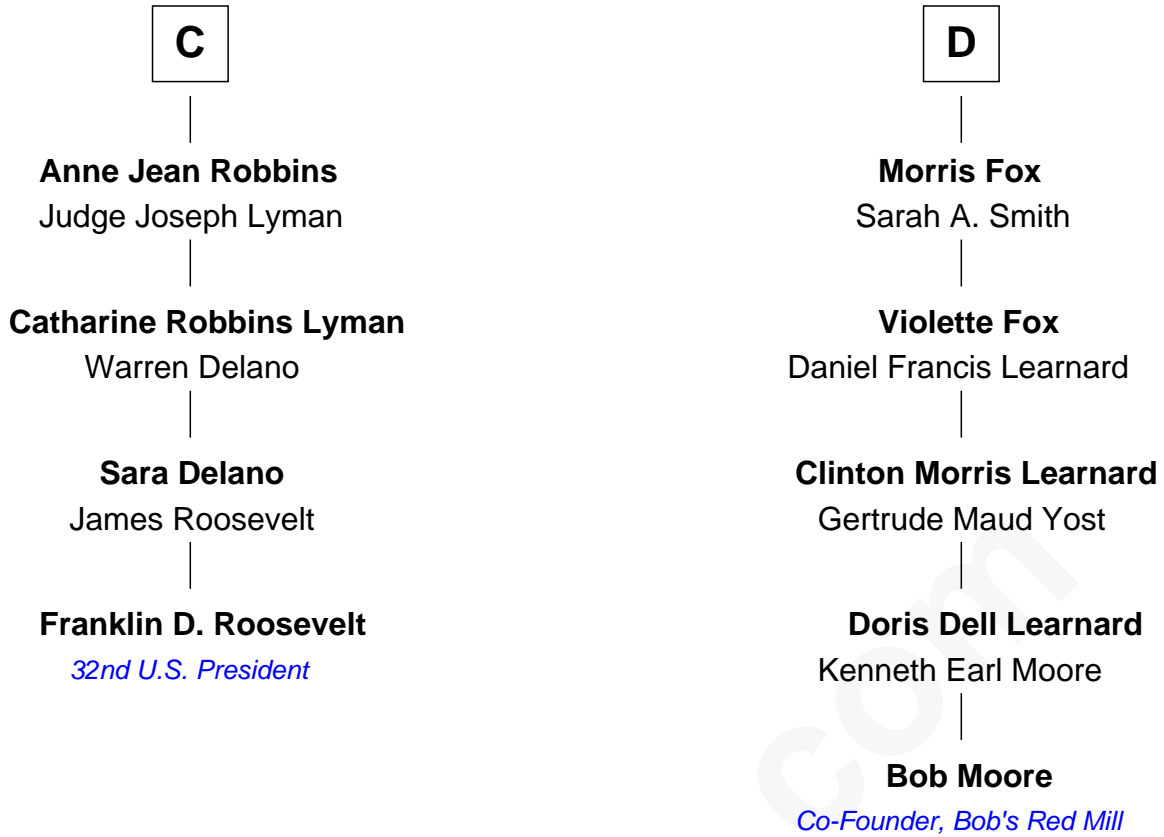 C
Anne Jean Robbins
Judge Joseph Lyman
Catharine Robbins Lyman
Warren Delano
Sara Delano
James Roosevelt
Franklin D. Roosevelt
32nd U.S. President
D
Morris Fox
Sarah A. Smith
Violette Fox
Daniel Francis Learnard
Clinton Morris Learnard
Gertrude Maud Yost
Doris Dell Learnard
Kenneth Earl Moore
Bob Moore
Co-Founder, Bob's Red Mill
com